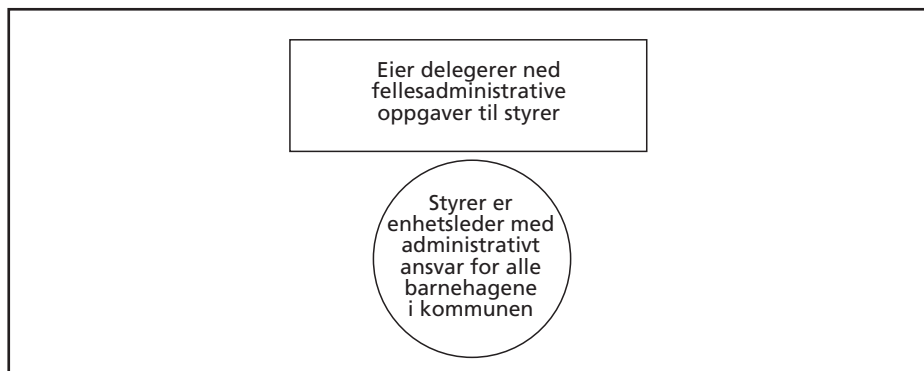 Eier delegerer ned
fellesadministrative
oppgaver til styrer
Styrer er
enhetsleder med
administrativt
ansvar for alle
barnehagene
i kommunen